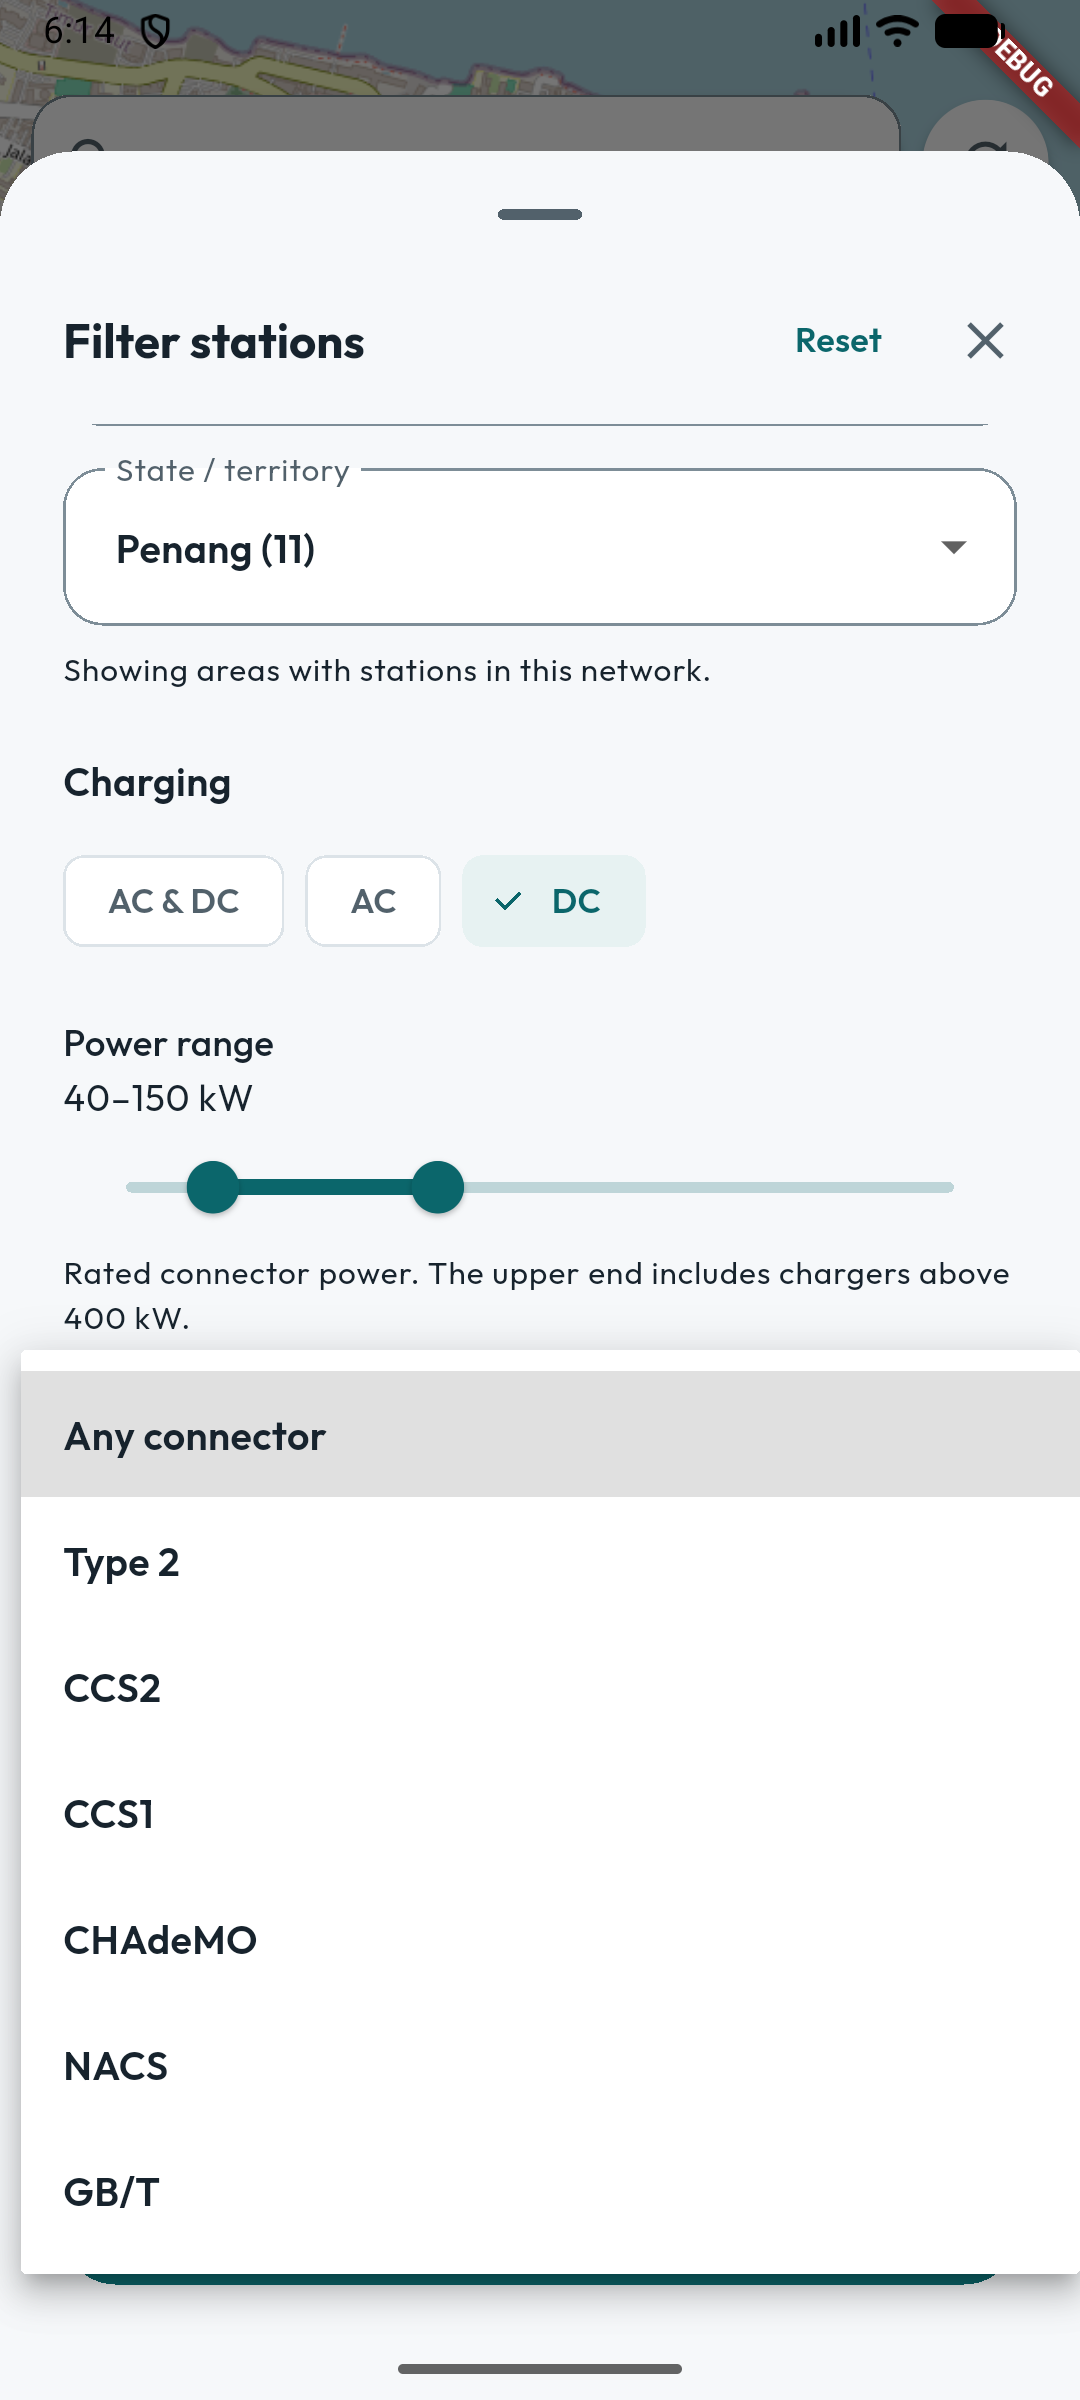 6:14
Filter stations
Reset
State / territory
Penang (11)
Showing areas with stations in this network.
Charging
AC & DC
AC
DC
Power range
40–150 kW
Rated connector power. The upper end includes chargers above
400 kW.
Any connector
Type 2
CCS2
CCS1
CHAdeMO
NACS
GB/T